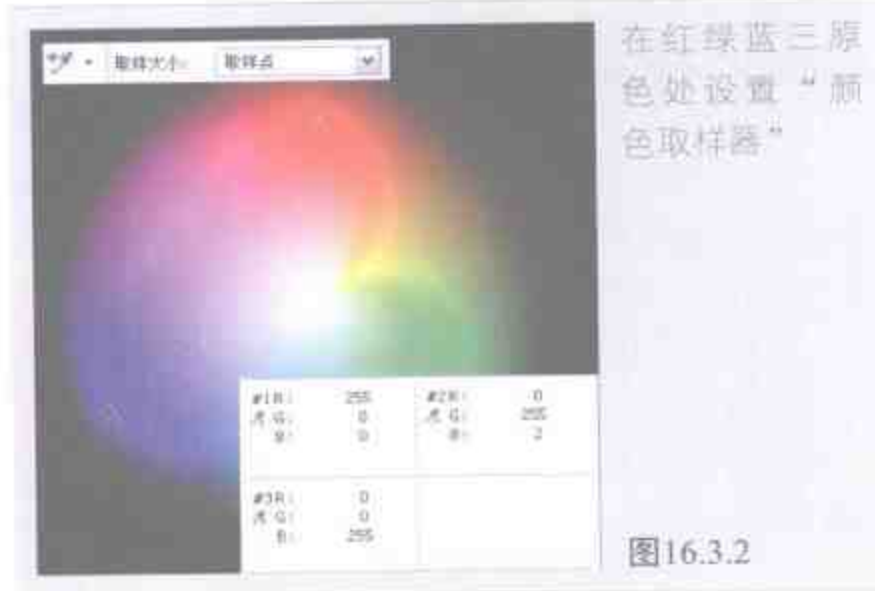 取样大小： 取样点
在红绿蓝三原
色处设置“颜
色取样器”
#1R: 255 #2R: 0
G: 0 G: 255
B: 0 B: 2
#3R: 0
G: 0
B: 255
图16.3.2